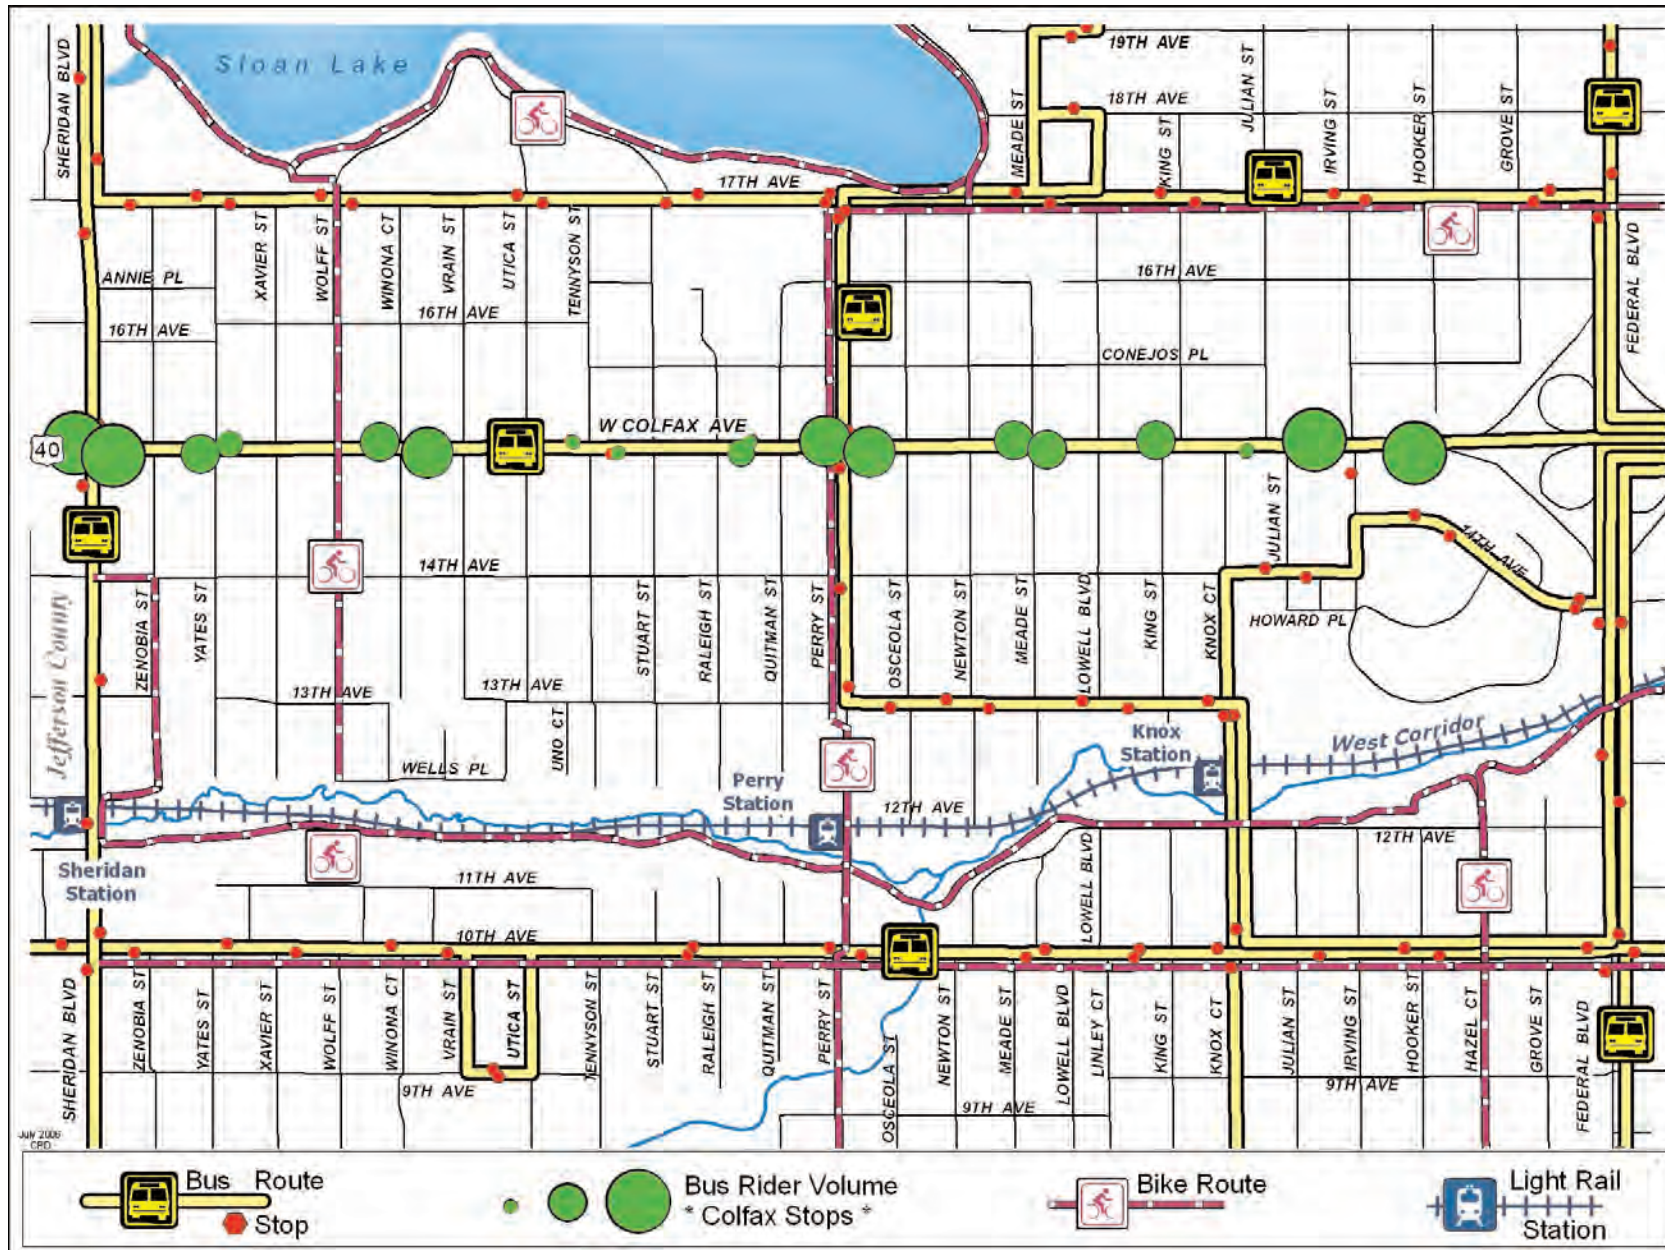 Sloan Lake
SHERIDAN BLVD
19TH AVE
18TH AVE
MEADE ST
KING ST
JULIAN ST
IRVING ST
HOOKER ST
GROVE ST
17TH AVE
XAVIER ST
WOLFF ST
WINONA CT
VRAIN ST
UTICA ST
TENNYSON ST
FEDERAL BLVD
ANNIE PL
16TH AVE
16TH AVE
16TH AVE
CONEJOS PL
W COLFAX AVE
40
JULIAN ST
14TH AVE
14TH AVE
Jefferson County
ZENOBIA ST
YATES ST
STUART ST
RALEIGH ST
QUITMAN ST
PERRY ST
OSCEOLA ST
NEWTON ST
MEADE ST
LOWELL BLVD
KING ST
KNOX CT
HOWARD PL
13TH AVE
13TH AVE
UNO CT
WELLS PL
Knox
Station
West Corridor
Perry
Station
12TH AVE
12TH AVE
Sheridan
Station
11TH AVE
LOWELL BLVD
10TH AVE
SHERIDAN BLVD
ZENOBIA ST
YATES ST
XAVIER ST
WOLFF ST
WINONA CT
VRAIN ST
UTICA ST
TENNYSON ST
STUART ST
RALEIGH ST
QUITMAN ST
PERRY ST
OSCEOLA ST
NEWTON ST
MEADE ST
LOWELL BLVD
LINLEY CT
KING ST
KNOX CT
JULIAN ST
IRVING ST
HOOKER ST
HAZEL CT
GROVE ST
FEDERAL BLVD
9TH AVE
9TH AVE
9TH AVE
July 2006
CPD
Bus Route
Stop
Bus Rider Volume
* Colfax Stops *
Bike Route
Light Rail
Station